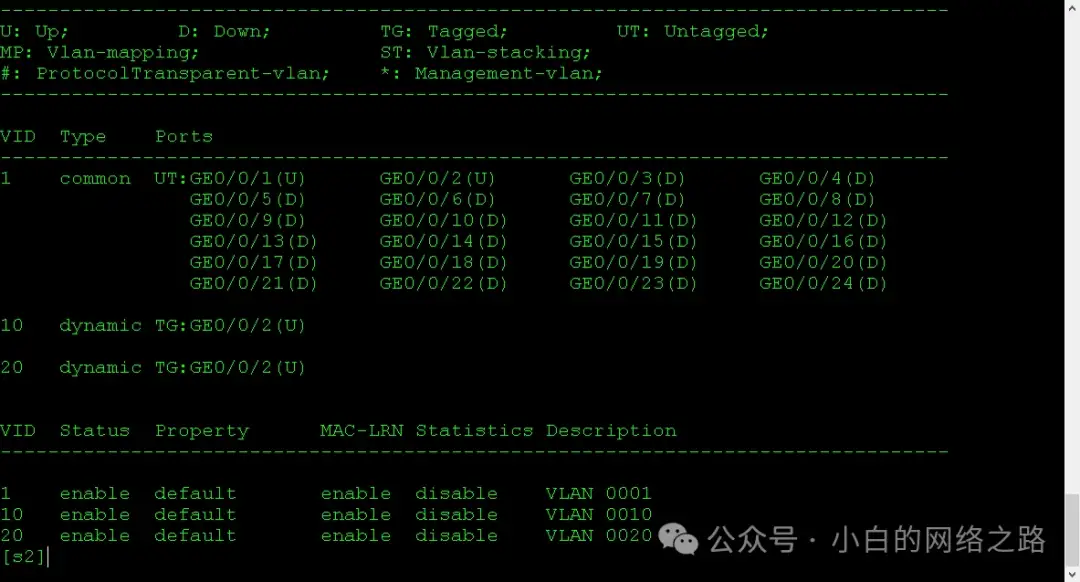 --------------------------------------------------------------------------------
U: Up;         D: Down;         TG: Tagged;         UT: Untagged;
MP: Vlan-mapping;               ST: Vlan-stacking;
#: ProtocolTransparent-vlan;    *: Management-vlan;
--------------------------------------------------------------------------------
VID  Type    Ports
--------------------------------------------------------------------------------
1    common  UT:GE0/0/1(U)      GE0/0/2(U)      GE0/0/3(D)      GE0/0/4(D)
GE0/0/5(D)      GE0/0/6(D)      GE0/0/7(D)      GE0/0/8(D)
GE0/0/9(D)      GE0/0/10(D)     GE0/0/11(D)     GE0/0/12(D)
GE0/0/13(D)     GE0/0/14(D)     GE0/0/15(D)     GE0/0/16(D)
GE0/0/17(D)     GE0/0/18(D)     GE0/0/19(D)     GE0/0/20(D)
GE0/0/21(D)     GE0/0/22(D)     GE0/0/23(D)     GE0/0/24(D)
10   dynamic TG:GE0/0/2(U)
20   dynamic TG:GE0/0/2(U)
VID  Status  Property      MAC-LRN Statistics Description
--------------------------------------------------------------------------------
1    enable  default       enable  disable    VLAN 0001
10   enable  default       enable  disable    VLAN 0010
20   enable  default       enable  disable    VLAN 0020
[s2]
公众号 · 小白的网络之路